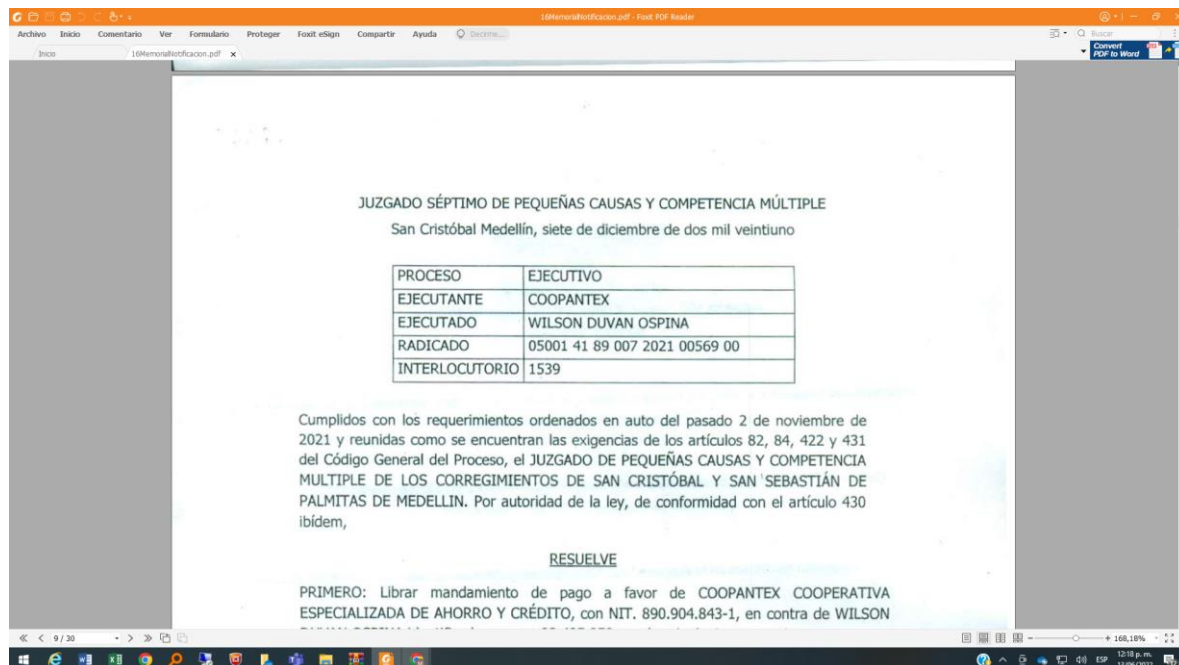 16MemorialNotificacion.pdf - Foxit PDF Reader
Archivo Inicio Comentario Ver Formulario Proteger Foxit eSign Compartir Ayuda Decirme... Buscar
Inicio 16MemorialNotificacion.pdf x Convert
PDF to Word
JUZGADO SÉPTIMO DE PEQUEÑAS CAUSAS Y COMPETENCIA MÚLTIPLE
San Cristóbal Medellín, siete de diciembre de dos mil veintiuno
PROCESO EJECUTIVO
EJECUTANTE COOPANTEX
EJECUTADO WILSON DUVAN OSPINA
RADICADO 05001 41 89 007 2021 00569 00
INTERLOCUTORIO 1539
Cumplidos con los requerimientos ordenados en auto del pasado 2 de noviembre de
2021 y reunidas como se encuentran las exigencias de los artículos 82, 84, 422 y 431
del Código General del Proceso, el JUZGADO DE PEQUEÑAS CAUSAS Y COMPETENCIA
MULTIPLE DE LOS CORREGIMIENTOS DE SAN CRISTÓBAL Y SAN SEBASTIÁN DE
PALMITAS DE MEDELLIN. Por autoridad de la ley, de conformidad con el artículo 430
ibídem,
RESUELVE
PRIMERO: Librar mandamiento de pago a favor de COOPANTEX COOPERATIVA
ESPECIALIZADA DE AHORRO Y CRÉDITO, con NIT. 890.904.843-1, en contra de WILSON
9 / 30 168,18%
ESP 12:18 p. m.